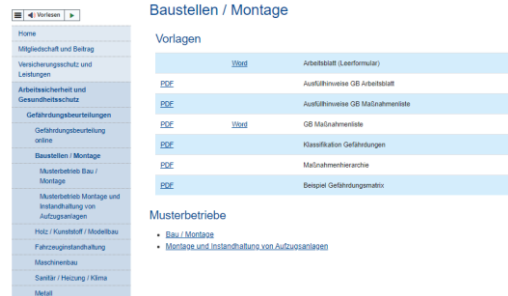 Vorlesen
Home
Mitgliedschaft und Beitrag
Versicherungsschutz und
Leistungen
Arbeitssicherheit und
Gesundheitsschutz
Gefährdungsbeurteilungen
Gefährdungsbeurteilung
online
Baustellen / Montage
Musterbetrieb Bau /
Montage
Musterbetrieb Montage und
Instandhaltung von
Aufzugsanlagen
Holz / Kunststoff / Modellbau
Fahrzeuginstandhaltung
Maschinenbau
Sanitär / Heizung / Klima
Metall
Baustellen / Montage
Vorlagen
Word Arbeitsblatt (Leerformular)
PDF Ausfüllhinweise GB Arbeitsblatt
PDF Ausfüllhinweise GB Maßnahmenliste
PDF Word GB Maßnahmenliste
PDF Klassifikation Gefährdungen
PDF Maßnahmenhierarchie
PDF Beispiel Gefährdungsmatrix
Musterbetriebe
Bau / Montage
Montage und Instandhaltung von Aufzugsanlagen